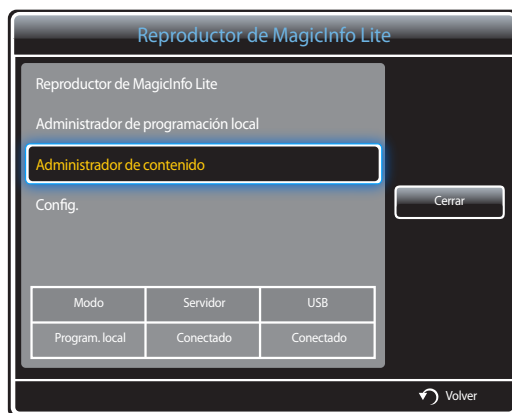 Reproductor de MagicInfo Lite
Reproductor de MagicInfo Lite
Administrador de programación local
Administrador de contenido
Config.
Cerrar
Modo Servidor USB
Program. local Conectado Conectado
Volver